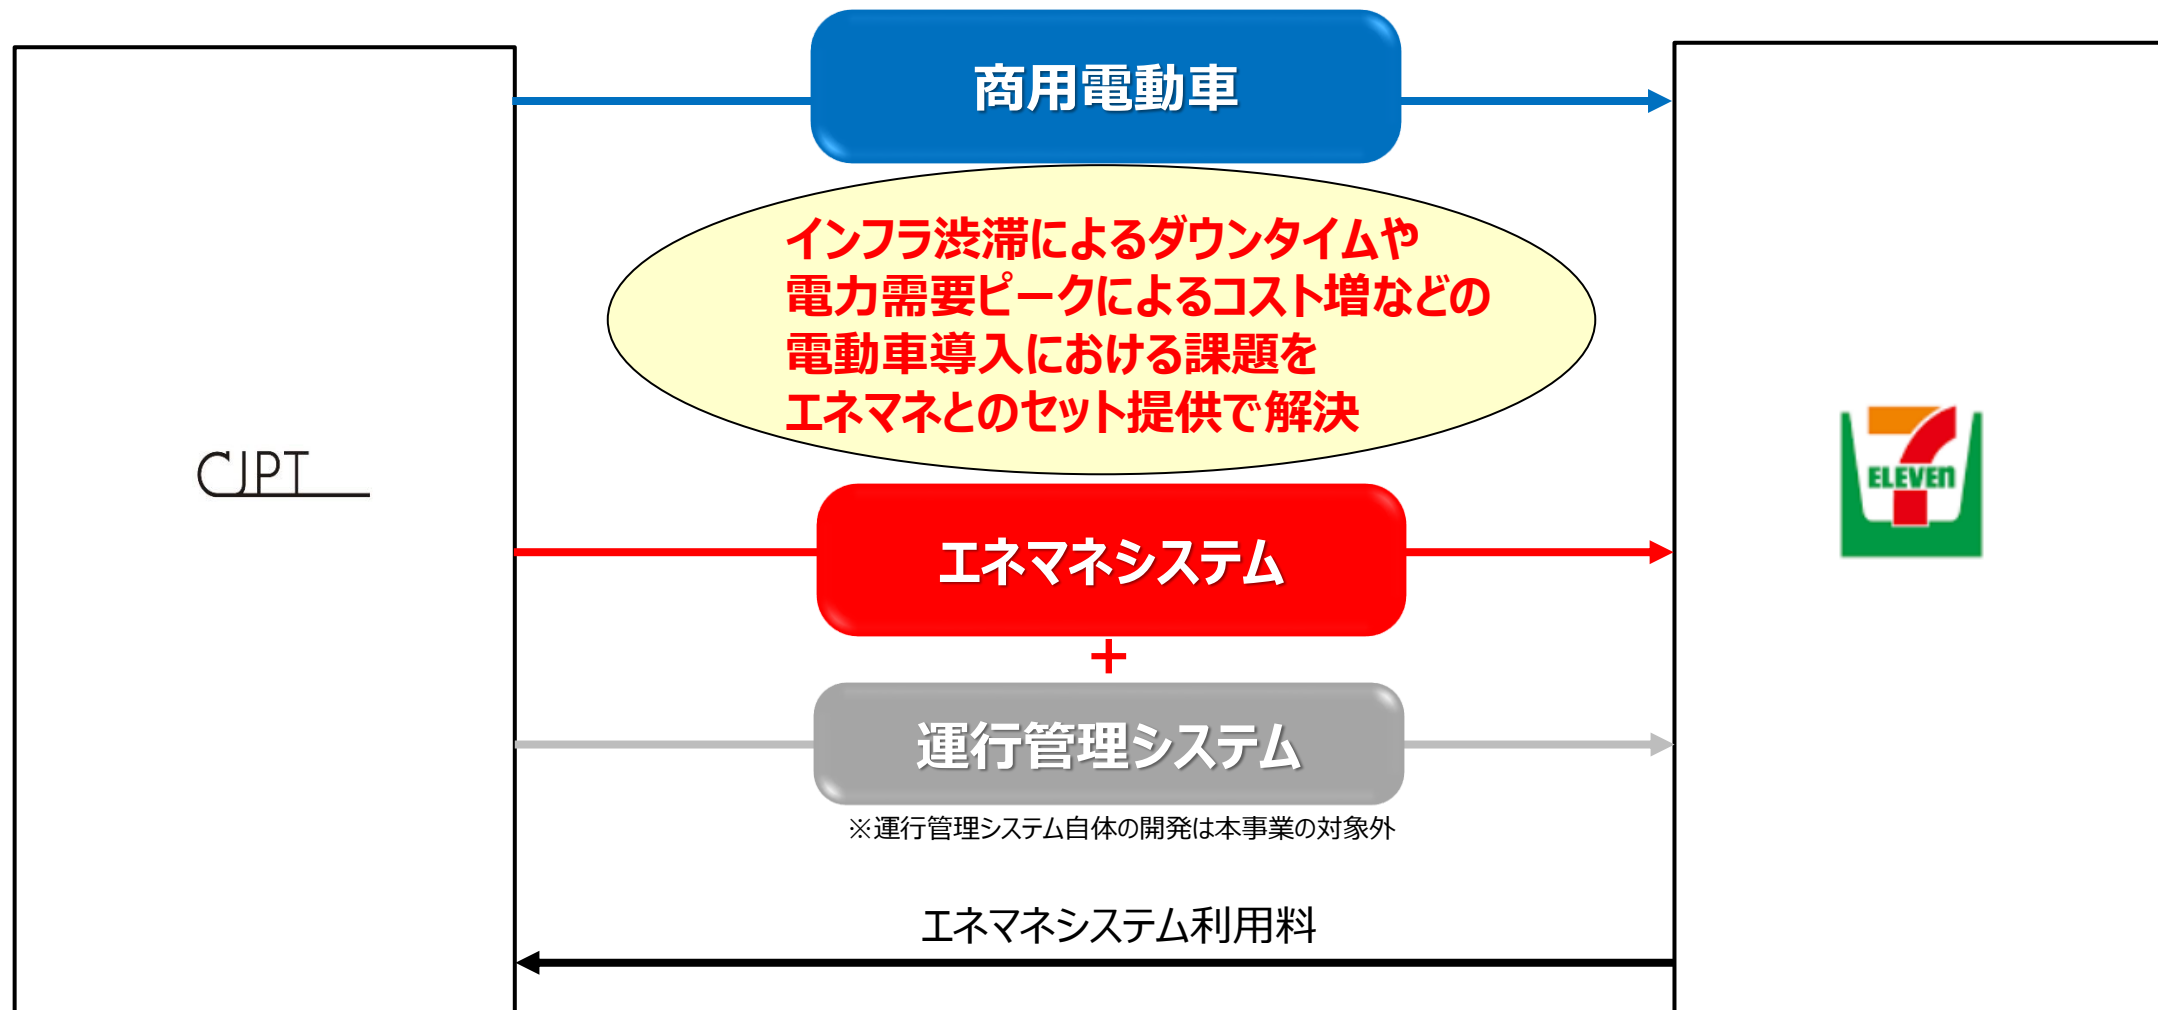 商用電動車
インフラ渋滞によるダウンタイムや
電力需要ピークによるコスト増などの
電動車導入における課題を
エネマネとのセット提供で解決
CJPT
7
ELEVEn
エネマネシステム
+
運行管理システム
※運行管理システム自体の開発は本事業の対象外
エネマネシステム利用料